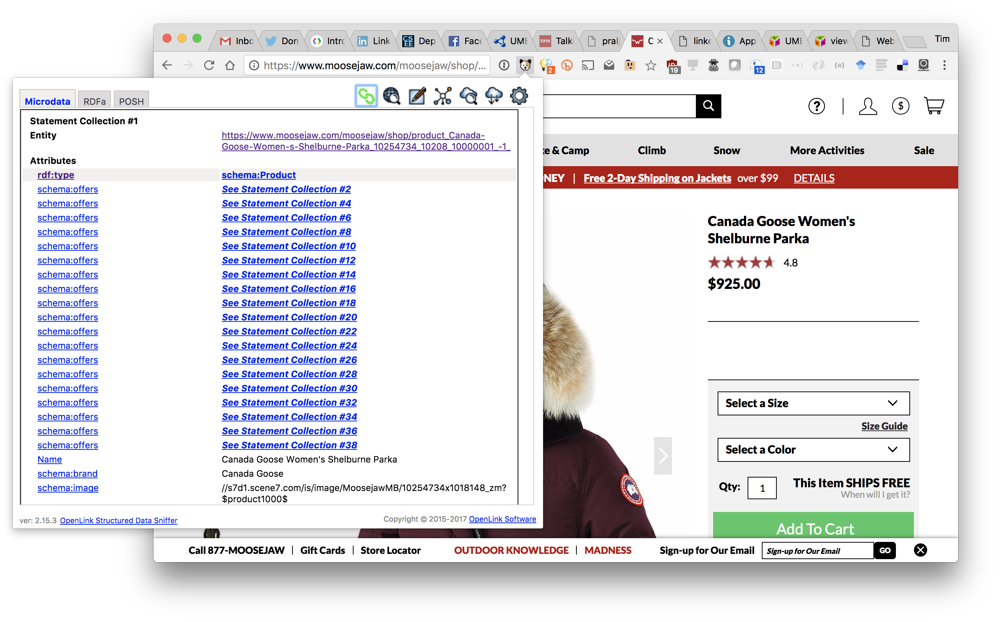 Inbo Don Intro Link Dep Face UME Talki pralj C linke App UME view Web Tim
https://www.moosejaw.com/moosejaw/shop/...
2 19 12
Microdata RDFa POSH
Statement Collection #1
Entity https://www.moosejaw.com/moosejaw/shop/product_Canada-
Goose-Women-s-Shelburne-Parka_10254734_10208_10000001_-1_
Attributes
rdf:type schema:Product
schema:offers See Statement Collection #2
schema:offers See Statement Collection #4
schema:offers See Statement Collection #6
schema:offers See Statement Collection #8
schema:offers See Statement Collection #10
schema:offers See Statement Collection #12
schema:offers See Statement Collection #14
schema:offers See Statement Collection #16
schema:offers See Statement Collection #18
schema:offers See Statement Collection #20
schema:offers See Statement Collection #22
schema:offers See Statement Collection #24
schema:offers See Statement Collection #26
schema:offers See Statement Collection #28
schema:offers See Statement Collection #30
schema:offers See Statement Collection #32
schema:offers See Statement Collection #34
schema:offers See Statement Collection #36
schema:offers See Statement Collection #38
Name Canada Goose Women's Shelburne Parka
schema:brand Canada Goose
schema:image //s7d1.scene7.com/is/image/MoosejawMB/10254734x1018148_zm?
$product1000$
ver: 2.15.3 OpenLink Structured Data Sniffer
Copyright © 2015-2017 OpenLink Software
ke & Camp Climb Snow More Activities Sale
NEY | Free 2-Day Shipping on Jackets over $99 DETAILS
Canada Goose Women's
Shelburne Parka
4.8
$925.00
Select a Size
Size Guide
Select a Color
Qty: 1 This Item SHIPS FREE
When will I get it?
Add To Cart
Call 877-MOOSEJAW | Gift Cards | Store Locator OUTDOOR KNOWLEDGE | MADNESS Sign-up for Our Email Sign-up for Our Email GO